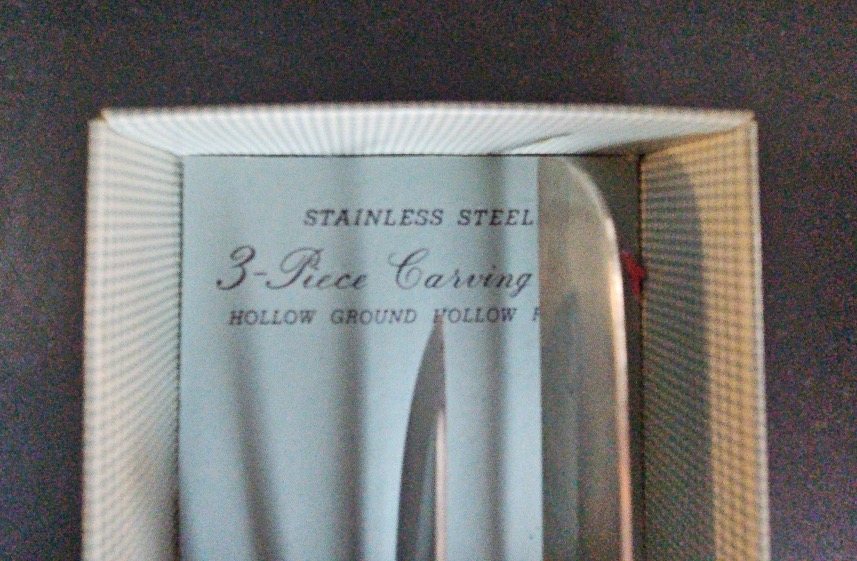 STAINLESS STEEL
3-Piece Carving
HOLLOW GROUND HOLLOW